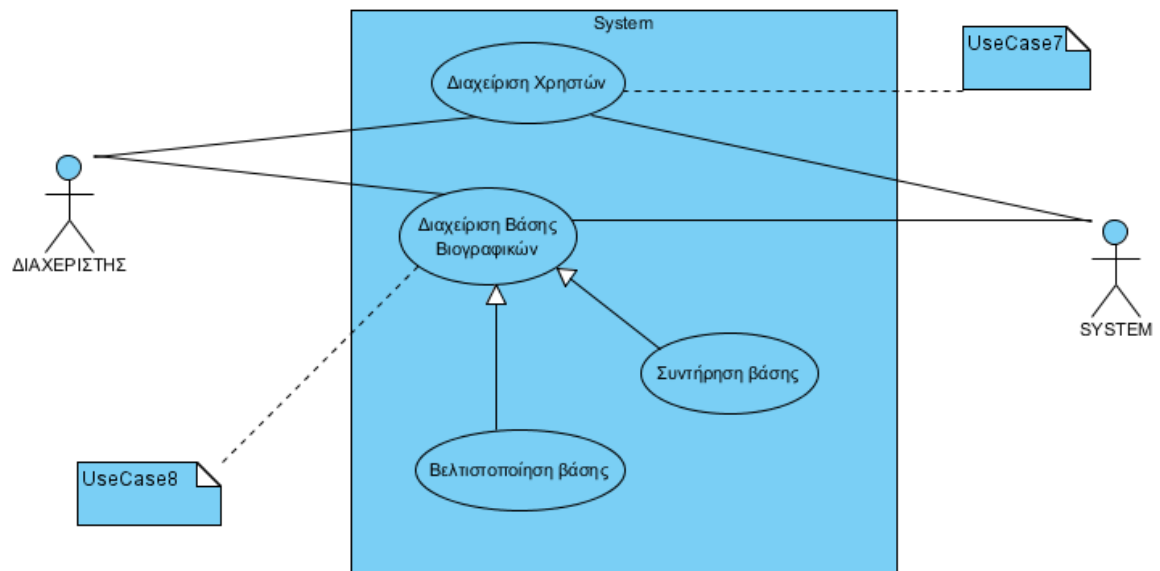 System
UseCase7
Διαχείριση Χρηστών
ΔΙΑΧΕΡΙΣΤΗΣ
Διαχείριση Βάσης
Βιογραφικών
SYSTEM
Συντήρηση βάσης
Βελτιστοποίηση βάσης
UseCase8